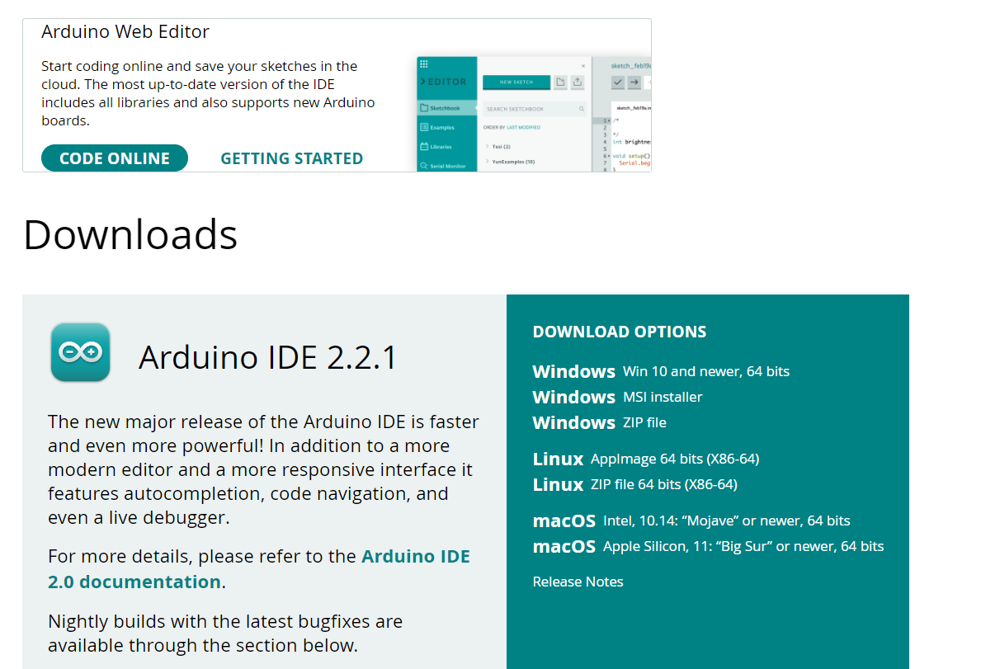 Arduino Web Editor
Start coding online and save your sketches in the
cloud. The most up-to-date version of the IDE
includes all libraries and also supports new Arduino
boards.
CODE ONLINE
GETTING STARTED
EDITOR
Sketchbook
Examples
Libraries
Serial Monitor
NEW SKETCH
SEARCH SKETCHBOOK
ORDER BY LAST MODIFIED
Tesi (2)
YunExamples (10)
sketch_feb19a
sketch_feb19a.in
1 /*
2
3 */
4 int brightne
5
6 void setup()
7 Serial.beg
8 }
Downloads
Arduino IDE 2.2.1
The new major release of the Arduino IDE is faster
and even more powerful! In addition to a more
modern editor and a more responsive interface it
features autocompletion, code navigation, and
even a live debugger.
For more details, please refer to the Arduino IDE
2.0 documentation.
Nightly builds with the latest bugfixes are
available through the section below.
DOWNLOAD OPTIONS
Windows Win 10 and newer, 64 bits
Windows MSI installer
Windows ZIP file
Linux AppImage 64 bits (X86-64)
Linux ZIP file 64 bits (X86-64)
macOS Intel, 10.14: “Mojave” or newer, 64 bits
macOS Apple Silicon, 11: “Big Sur” or newer, 64 bits
Release Notes